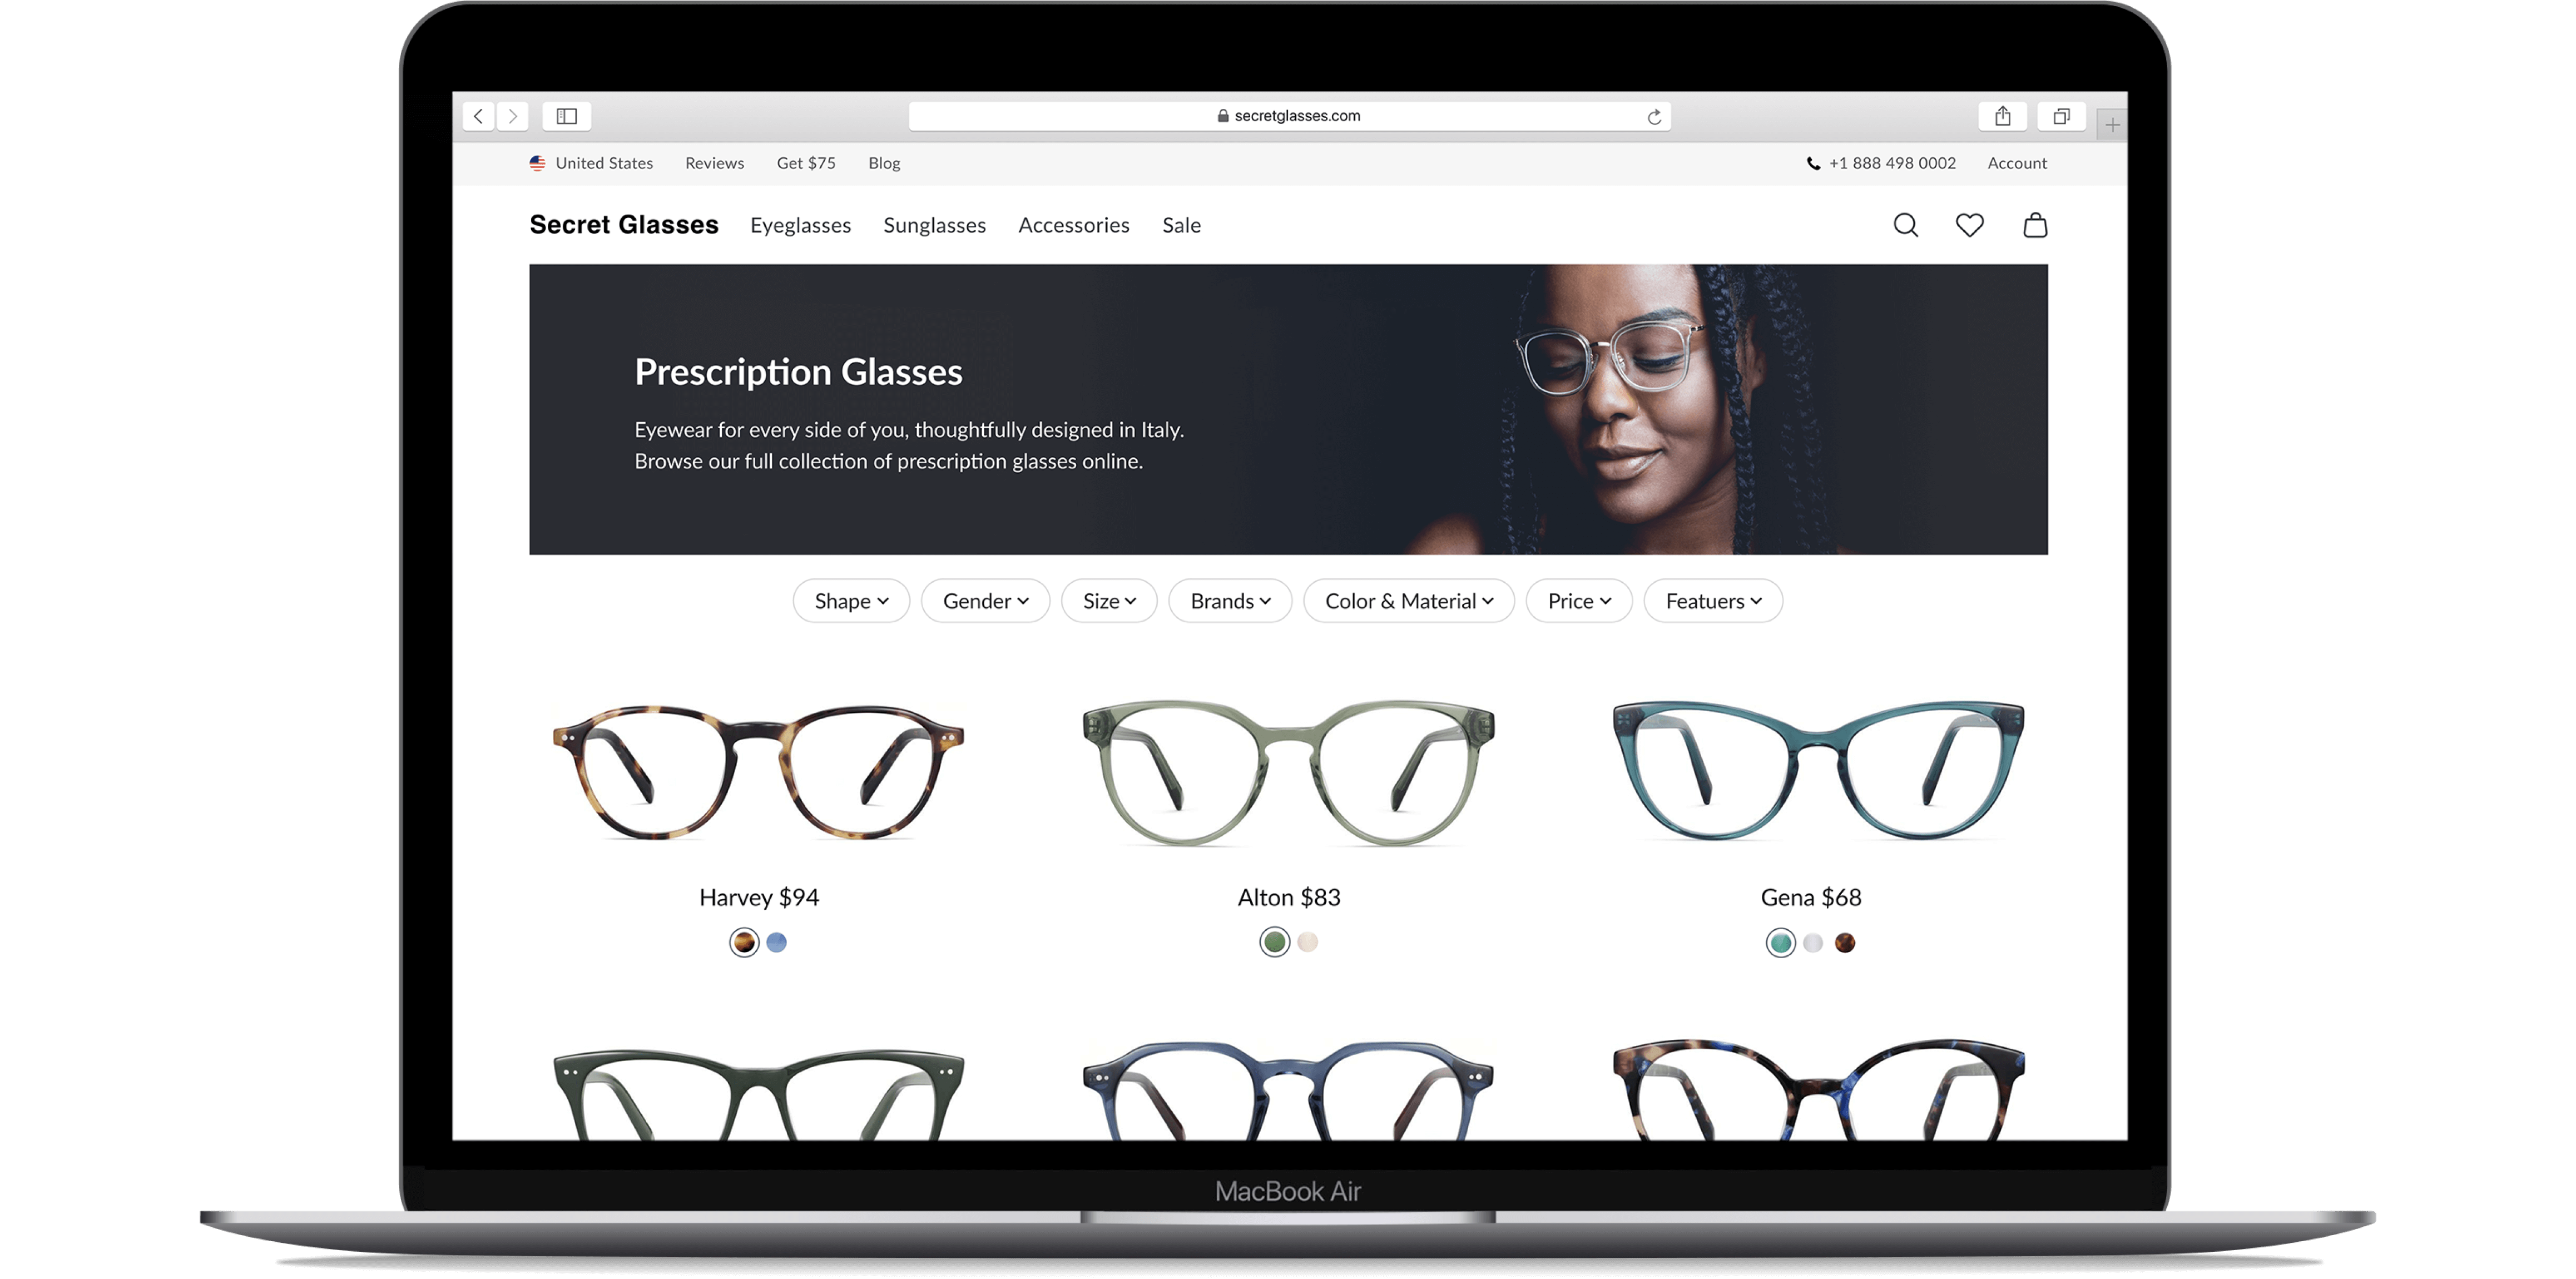 secretglasses.com
United States Reviews Get $75 Blog +1 888 498 0002 Account
Secret Glasses Eyeglasses Sunglasses Accessories Sale
Prescription Glasses
Eyewear for every side of you, thoughtfully designed in Italy.
Browse our full collection of prescription glasses online.
Shape Gender Size Brands Color & Material Price Featuers
Harvey $94 Alton $83 Gena $68
MacBook Air